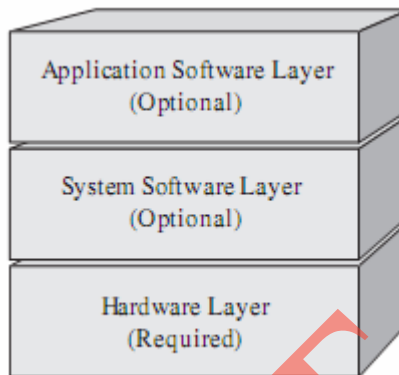 Application Software Layer
(Optional)
System Software Layer
(Optional)
Hardware Layer
(Required)